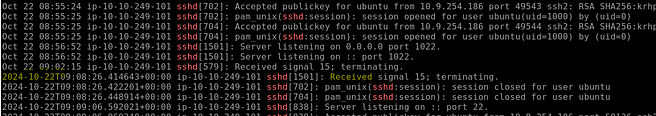 Oct 22 08:55:24 ip-10-10-249-101 sshd[702]: Accepted publickey for ubuntu from 10.9.254.186 port 49543 ssh2: RSA SHA256:krhp
Oct 22 08:55:25 ip-10-10-249-101 sshd[702]: pam_unix(sshd:session): session opened for user ubuntu(uid=1000) by (uid=0)
Oct 22 08:55:25 ip-10-10-249-101 sshd[704]: Accepted publickey for ubuntu from 10.9.254.186 port 49544 ssh2: RSA SHA256:krhp
Oct 22 08:55:25 ip-10-10-249-101 sshd[704]: pam_unix(sshd:session): session opened for user ubuntu(uid=1000) by (uid=0)
Oct 22 08:56:52 ip-10-10-249-101 sshd[1501]: Server listening on 0.0.0.0 port 1022.
Oct 22 08:56:52 ip-10-10-249-101 sshd[1501]: Server listening on :: port 1022.
Oct 22 09:02:15 ip-10-10-249-101 sshd[579]: Received signal 15; terminating.
2024-10-22T09:08:26.414643+00:00 ip-10-10-249-101 sshd[1501]: Received signal 15; terminating.
2024-10-22T09:08:26.422201+00:00 ip-10-10-249-101 sshd[702]: pam_unix(sshd:session): session closed for user ubuntu
2024-10-22T09:08:26.448914+00:00 ip-10-10-249-101 sshd[704]: pam_unix(sshd:session): session closed for user ubuntu
2024-10-22T09:09:06.592021+00:00 ip-10-10-249-101 sshd[838]: Server listening on :: port 22.